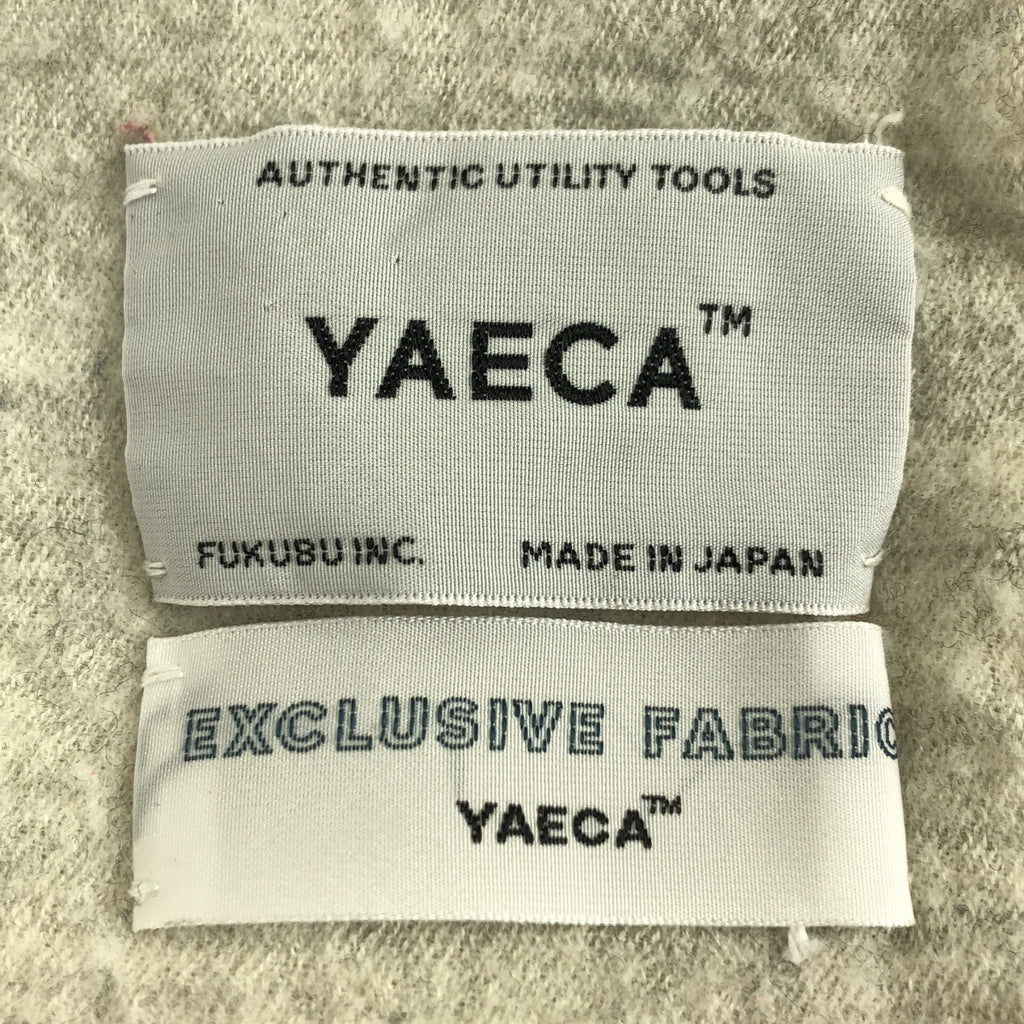 AUTHENTIC UTILITY TOOLS
YAECA™
FUKUBU INC. MADE IN JAPAN
EXCLUSIVE FABRIC
YAECA™